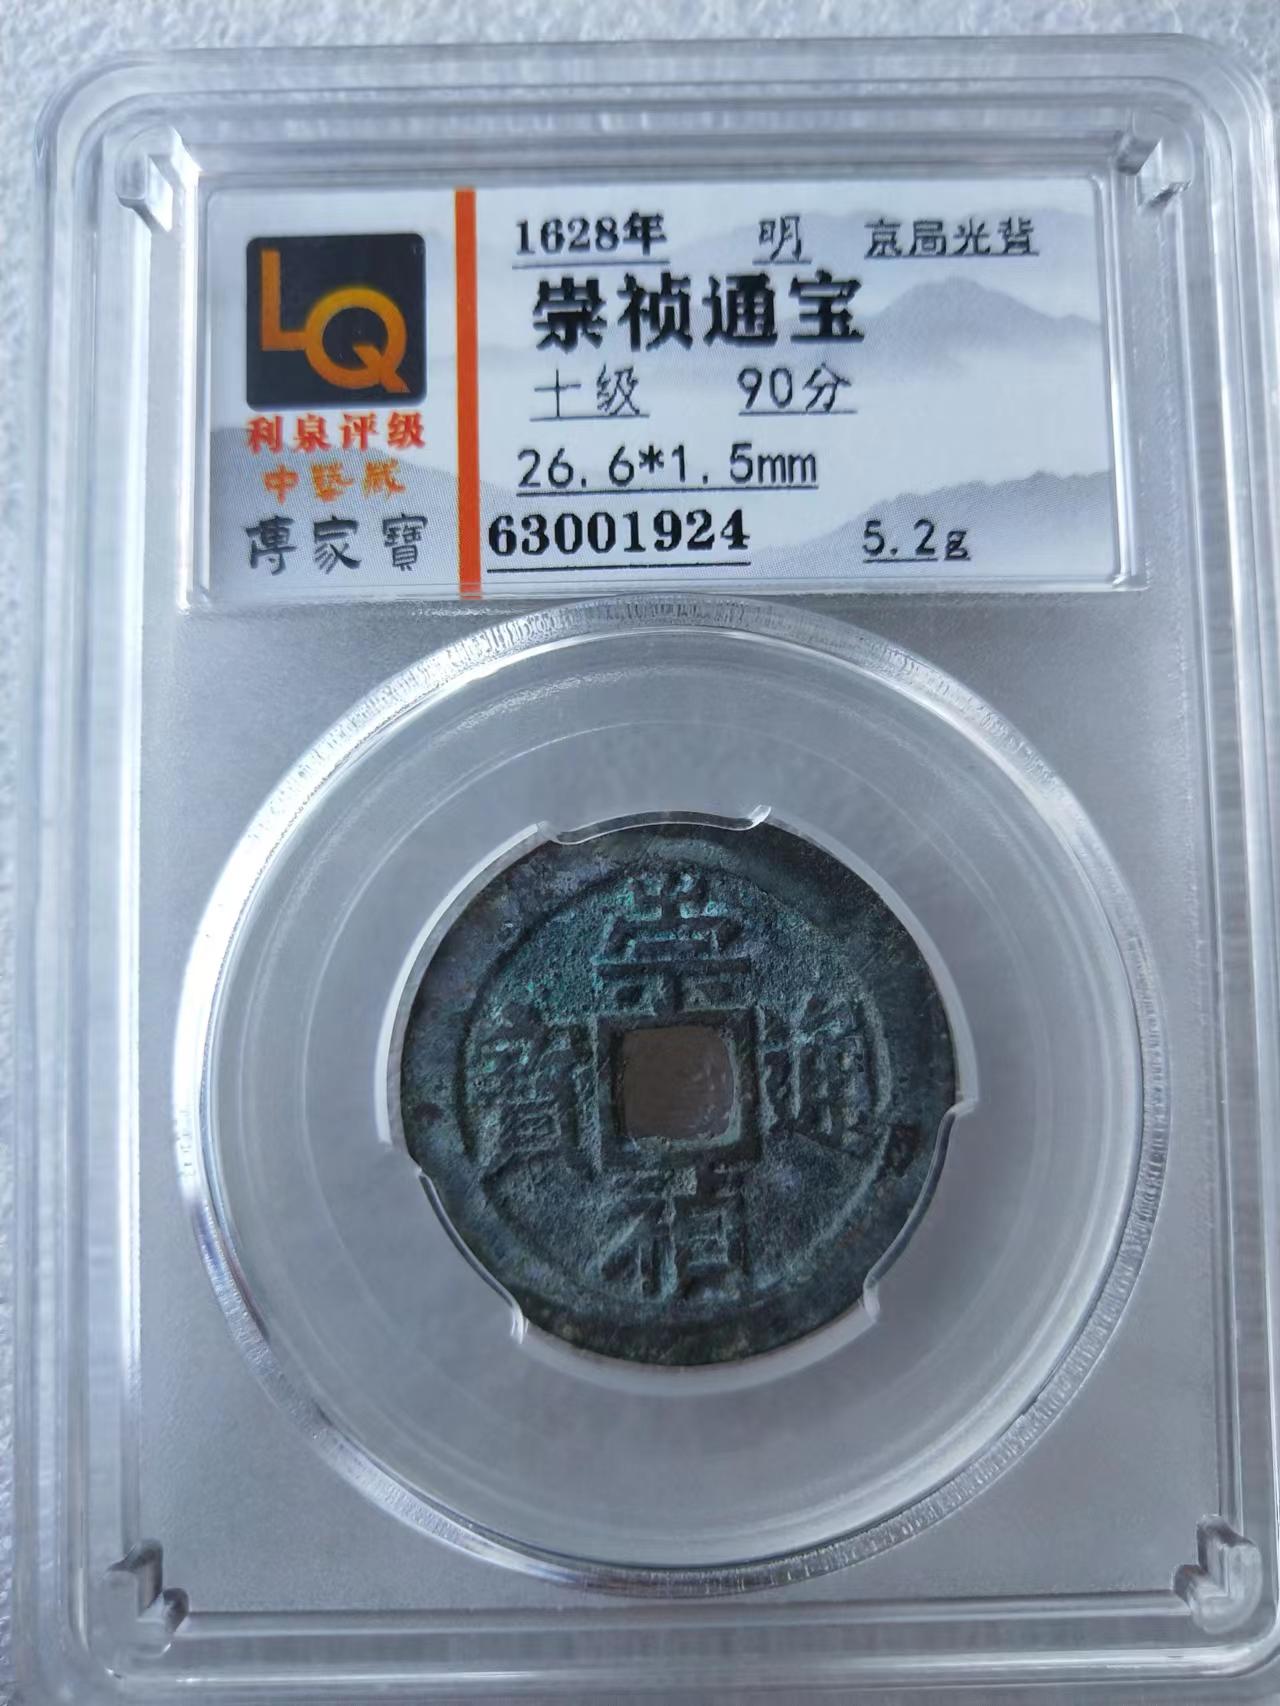 LQ
利泉评级
中藝藏
傳家寶
1628年 明 京局光背
崇祯通宝
十级 90分
26.6*1.5mm
63001924 5.2g
崇
寶 通
祯